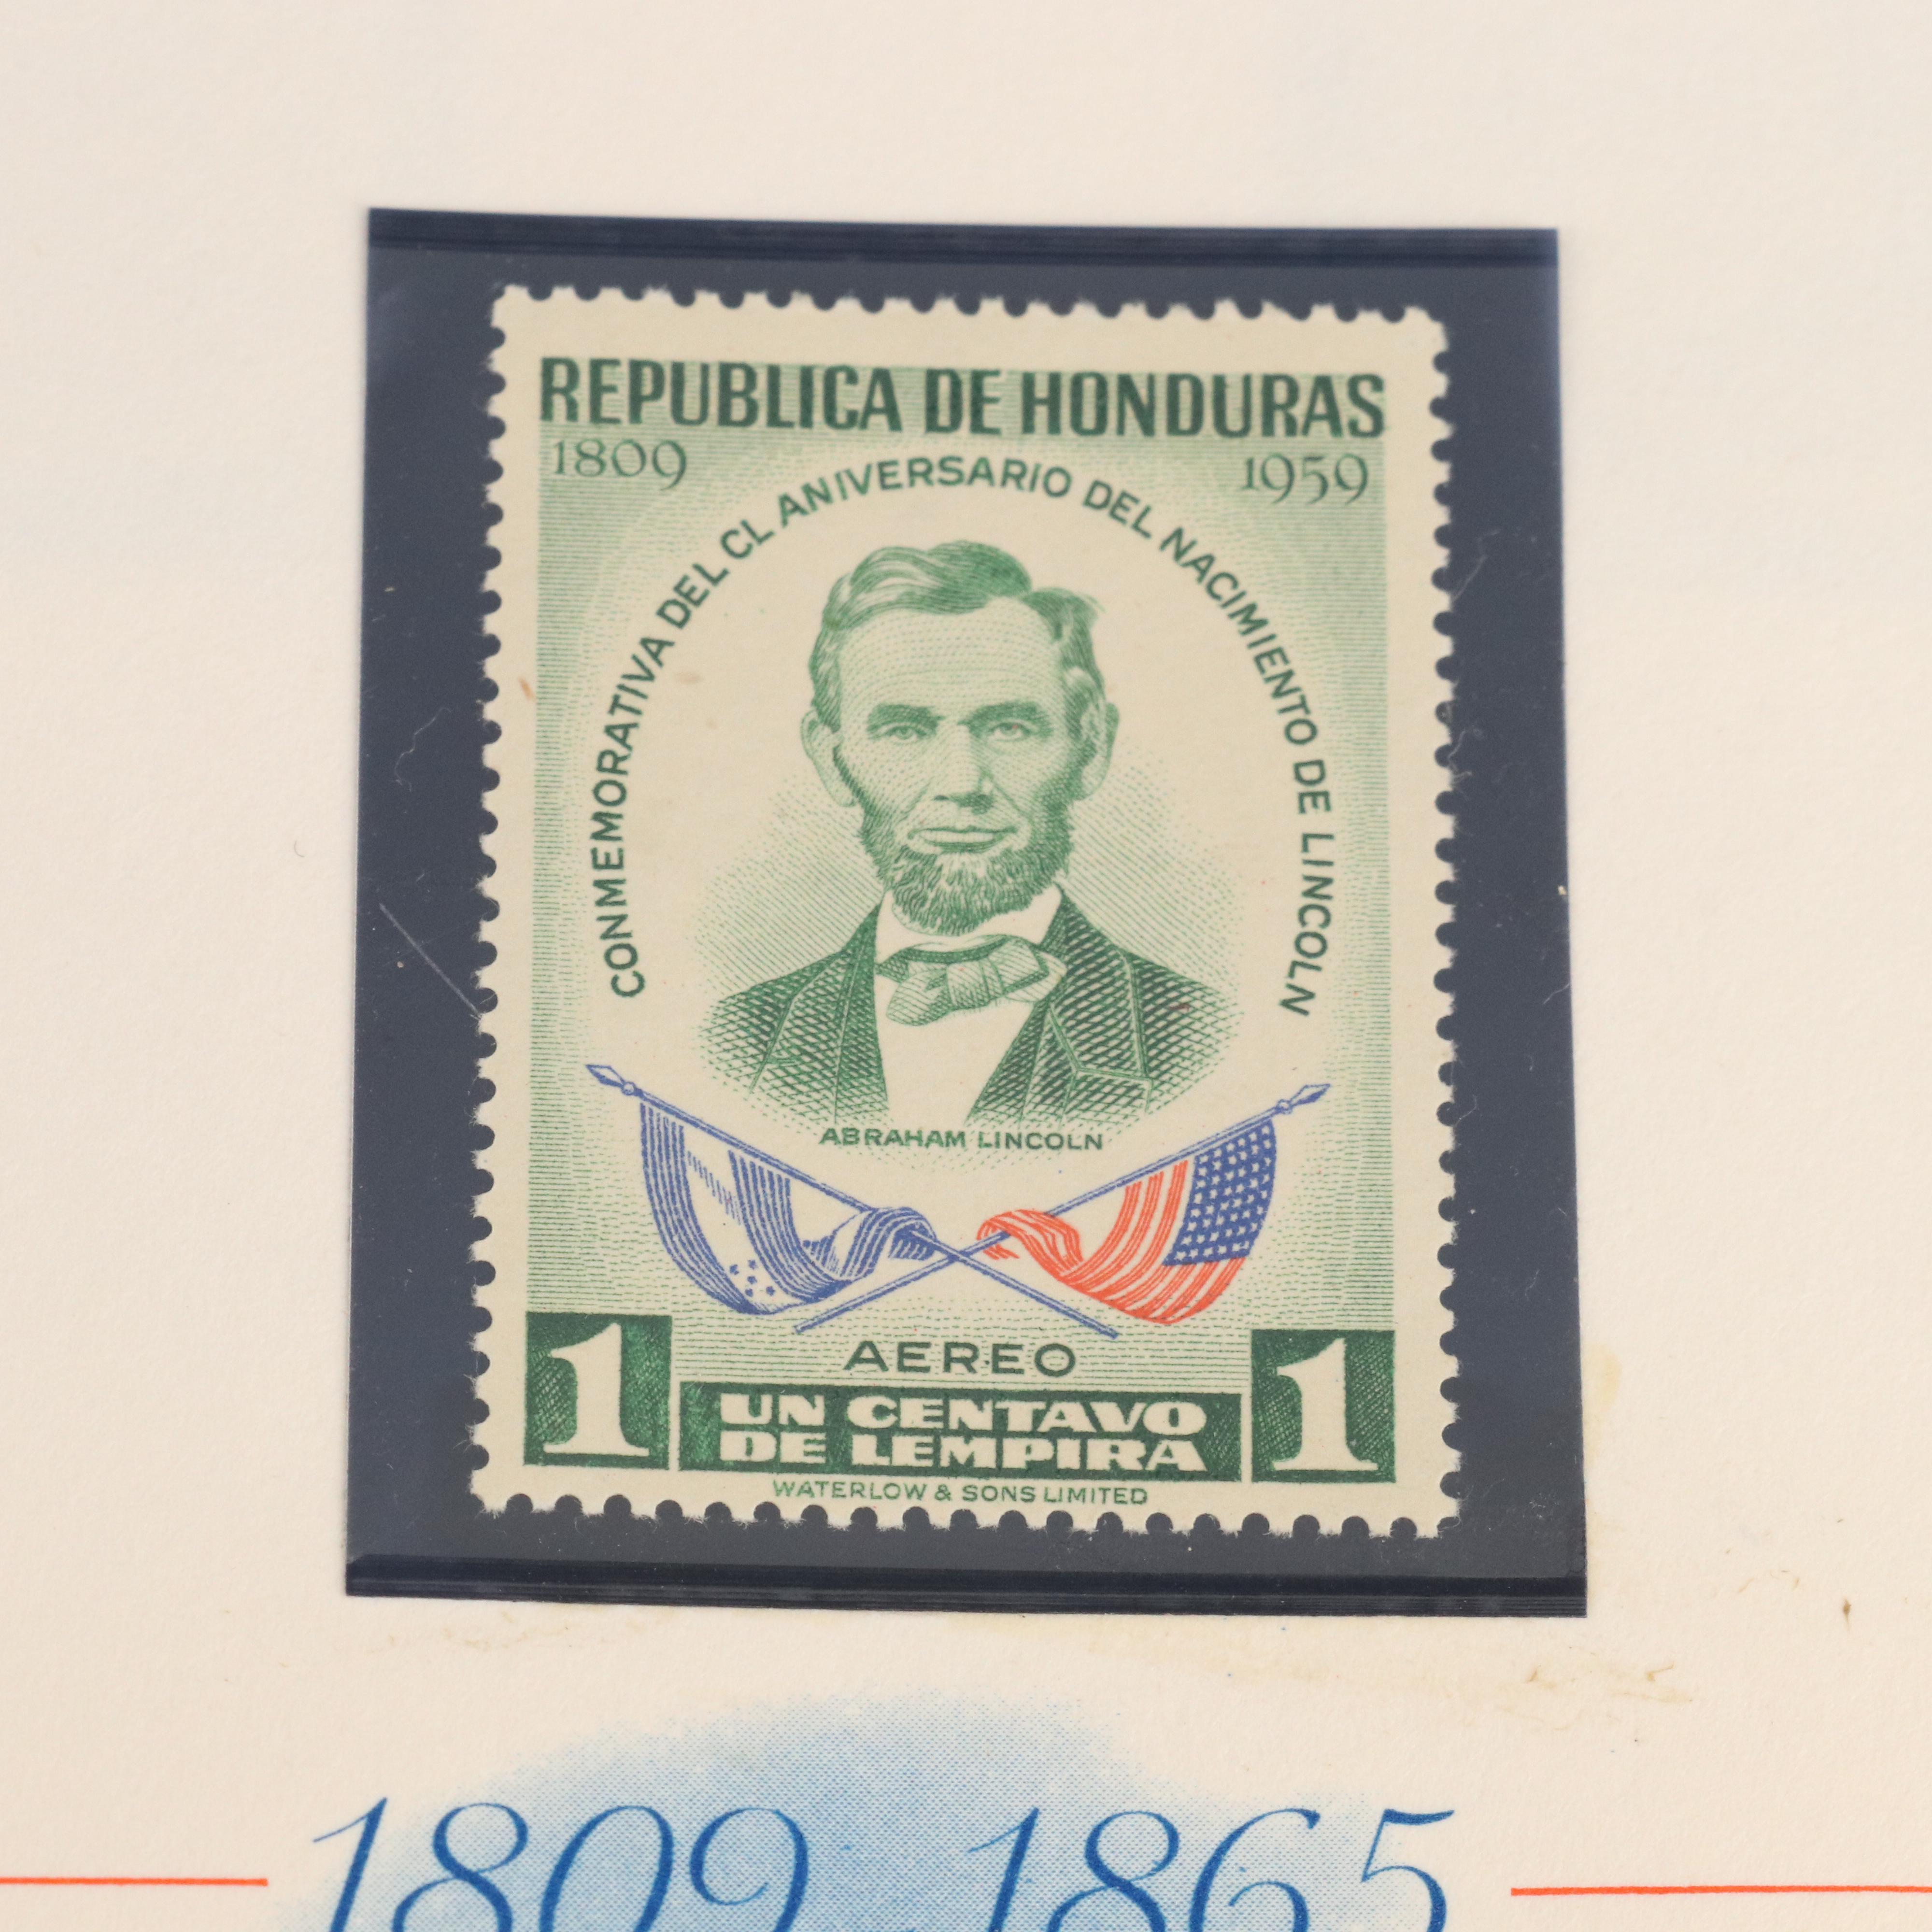 REPUBLICA DE HONDURAS
1809 1959
CONMEMORATIVA DEL CL ANIVERSARIO DEL NACIMIENTO DE LINCOLN
ABRAHAM LINCOLN
AEREO
1 UN CENTAVO 1
DE LEMPIRA
WATERLOW & SONS LIMITED
1809 1865